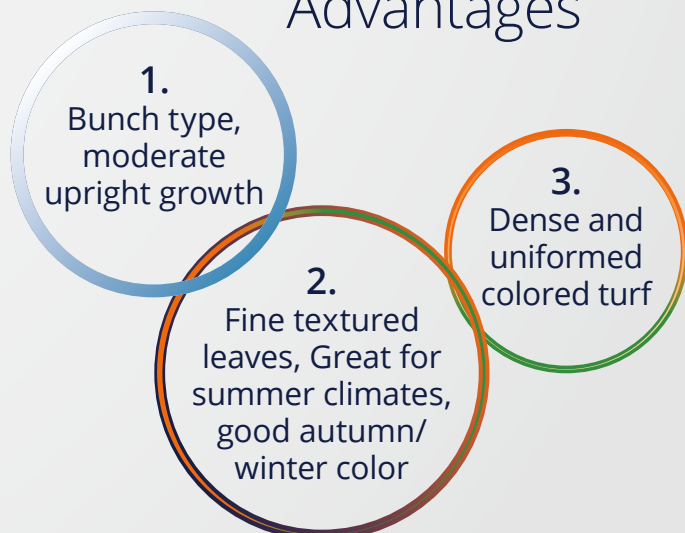 Advantages
1.
Bunch type,
moderate
upright growth
2.
Fine textured
leaves, Great for
summer climates,
good autumn/
winter color
3.
Dense and
uniformed
colored turf